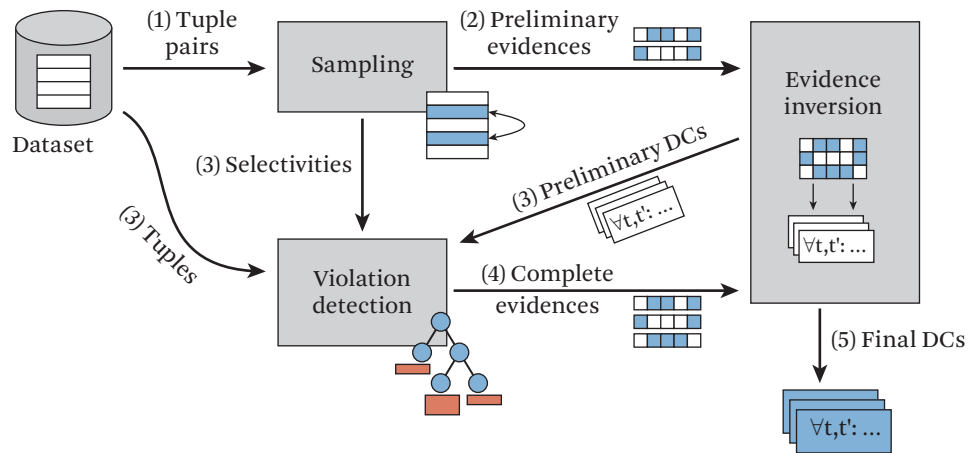 (1) Tuple
pairs
(2) Preliminary
evidences
Sampling
Evidence
inversion
Dataset
(3) Selectivities
(3) Preliminary DCs
∀t,t': ...
∀t,t': ...
(3) Tuples
Violation
detection
(4) Complete
evidences
(5) Final DCs
∀t,t': ...